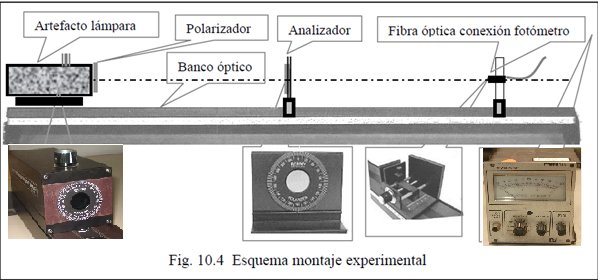 Artefacto lámpara
Polarizador
Analizador
Fibra óptica conexión fotómetro
Banco óptico
Fig. 10.4 Esquema montaje experimental